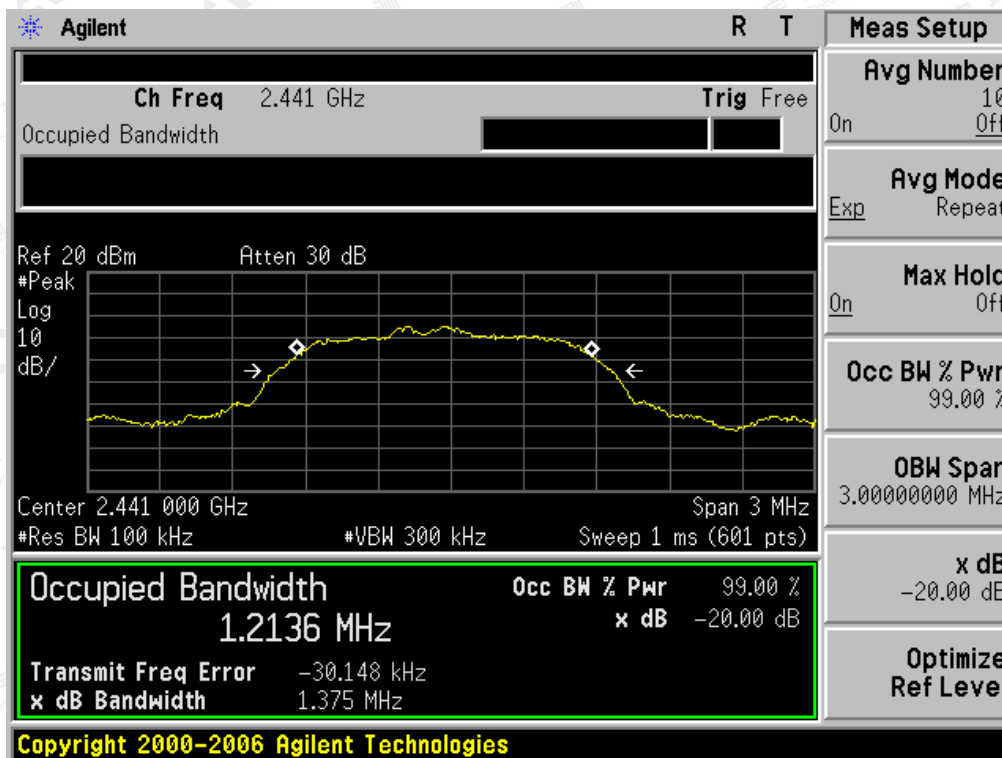 Agilent R T Meas Setup
Ch Freq 2.441 GHz Trig Free
Occupied Bandwidth
Avg Number
10
On Off
Avg Mode
Exp Repeat
Max Hold
On Off
Occ BW % Pwr
99.00 %
OBW Span
3.00000000 MHz
x dB
-20.00 dB
Optimize
Ref Level
Ref 20 dBm Atten 30 dB
#Peak
Log
10
dB/
Center 2.441 000 GHz Span 3 MHz
#Res BW 100 kHz #VBW 300 kHz Sweep 1 ms (601 pts)
Occupied Bandwidth Occ BW % Pwr 99.00 %
1.2136 MHz x dB -20.00 dB
Transmit Freq Error -30.148 kHz
x dB Bandwidth 1.375 MHz
Copyright 2000-2006 Agilent Technologies